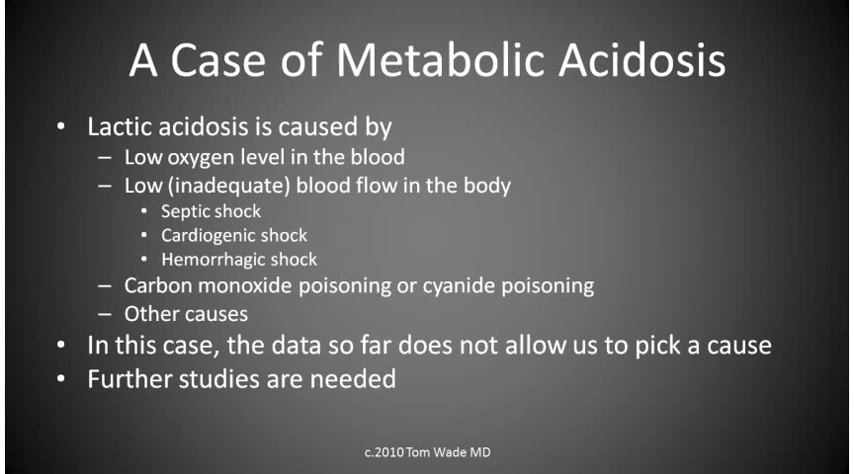 A Case of Metabolic Acidosis
• Lactic acidosis is caused by
– Low oxygen level in the blood
– Low (inadequate) blood flow in the body
• Septic shock
• Cardiogenic shock
• Hemorrhagic shock
– Carbon monoxide poisoning or cyanide poisoning
– Other causes
• In this case, the data so far does not allow us to pick a cause
• Further studies are needed
c.2010 Tom Wade MD